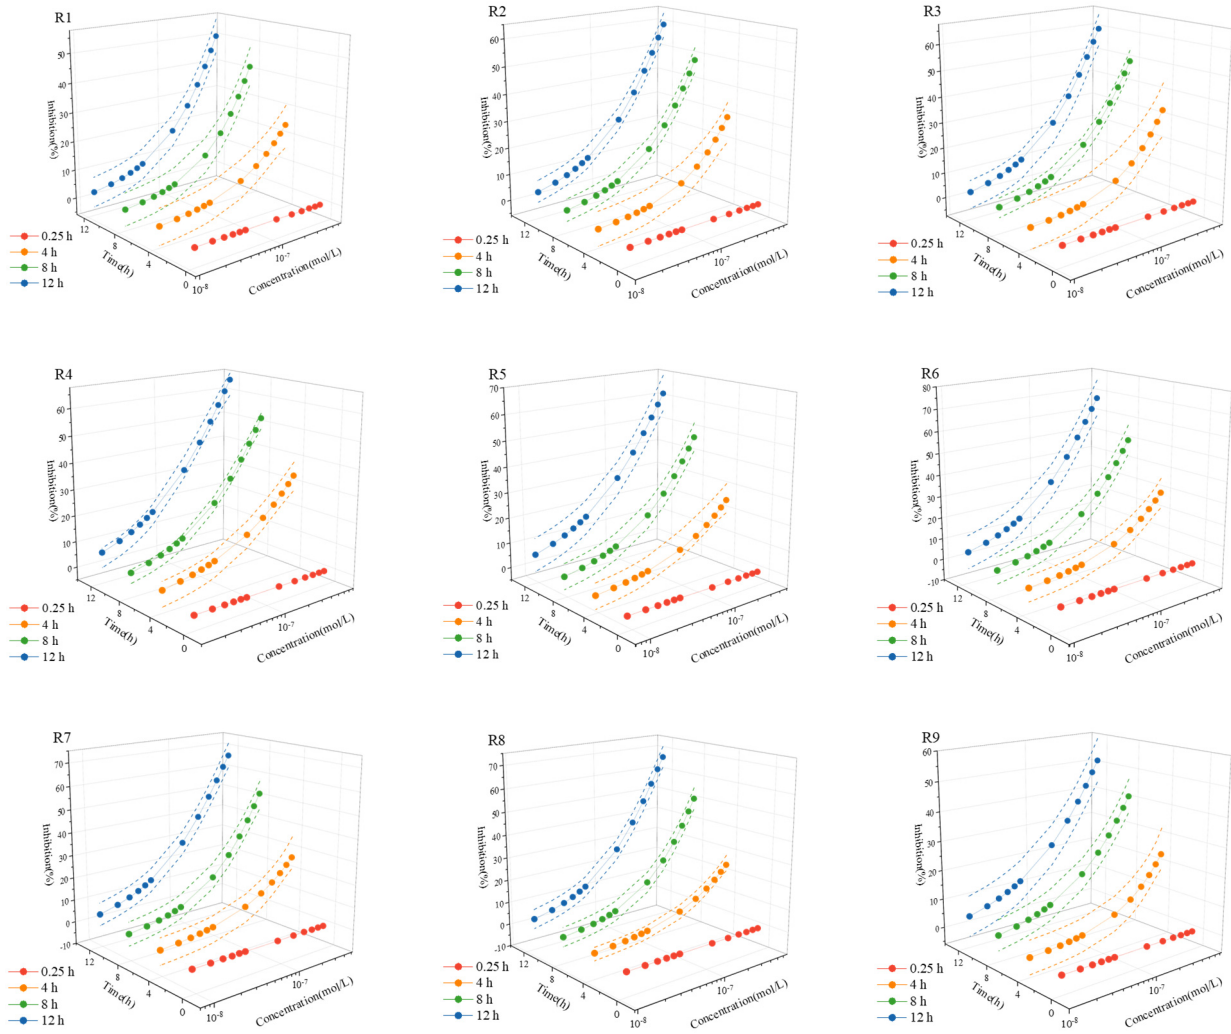 R1
50
40
30
20
10
0
Inhibition(%)
12
8
4
0
Time(h)
10-8
10-7
Concentration(mol/L)
0.25 h
4 h
8 h
12 h
R2
70
60
50
40
30
20
10
0
Inhibition(%)
12
8
4
0
Time(h)
10-8
10-7
Concentration(mol/L)
0.25 h
4 h
8 h
12 h
R3
60
50
40
30
20
10
0
Inhibition(%)
12
8
4
0
Time(h)
10-8
10-7
Concentration(mol/L)
0.25 h
4 h
8 h
12 h
R4
60
50
40
30
20
10
0
Inhibition(%)
12
8
4
0
Time(h)
10-7
Concentration(mol/L)
0.25 h
4 h
8 h
12 h
R5
70
60
50
40
30
20
10
0
Inhibition(%)
12
8
4
0
Time(h)
10-8
10-7
Concentration(mol/L)
0.25 h
4 h
8 h
12 h
R6
80
70
60
50
40
30
20
10
0
-10
Inhibition(%)
12
8
4
0
Time(h)
10-8
10-7
Concentration(mol/L)
0.25 h
4 h
8 h
12 h
R7
70
60
50
40
30
20
10
0
-10
Inhibition(%)
12
8
4
0
Time(h)
10-8
10-7
Concentration(mol/L)
0.25 h
4 h
8 h
12 h
R8
70
60
50
40
30
20
10
0
-10
Inhibition(%)
12
8
4
0
Time(h)
10-8
10-7
Concentration(mol/L)
0.25 h
4 h
8 h
12 h
R9
60
50
40
30
20
10
0
Inhibition(%)
12
8
4
0
Time(h)
10-8
10-7
Concentration(mol/L)
0.25 h
4 h
8 h
12 h